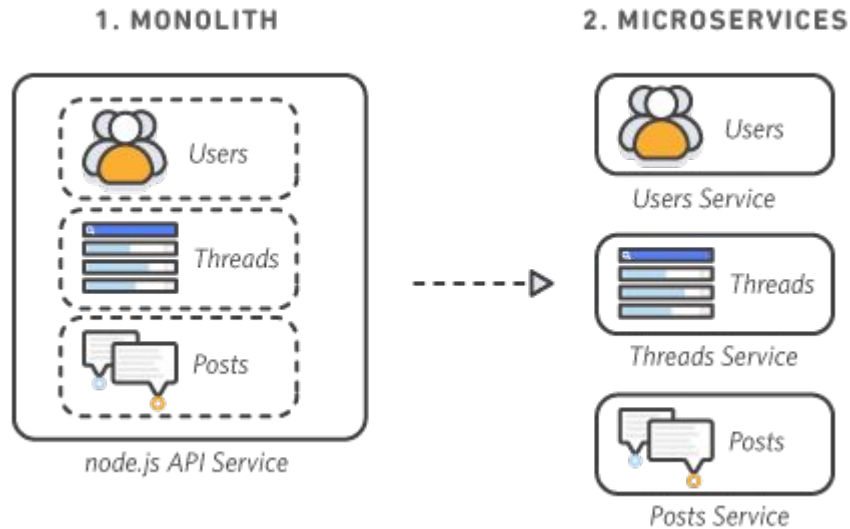 1. MONOLITH
Users
Threads
Posts
node.js API Service
2. MICROSERVICES
Users
Users Service
Threads
Threads Service
Posts
Posts Service